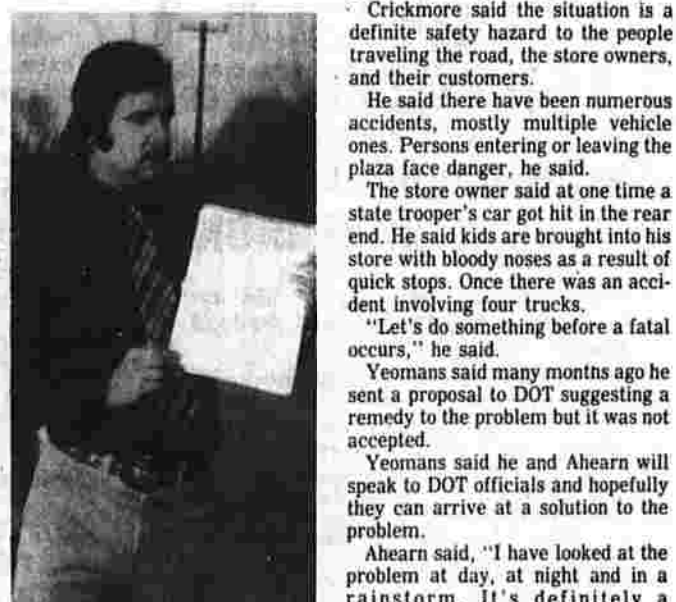 Crickmore said the situation is a
definite safety hazard to the people
traveling the road, the store owners,
and their customers.
He said there have been numerous
accidents, mostly multiple vehicle
ones. Persons entering or leaving the
plaza face danger, he said.
The store owner said at one time a
state trooper's car got hit in the rear
end. He said kids are brought into his
store with bloody noses as a result of
quick stops. Once there was an acci-
dent involving four trucks.
"Let's do something before a fatal
occurs," he said.
Yeomans said many months ago he
sent a proposal to DOT suggesting a
remedy to the problem but it was not
accepted.
Yeomans said he and Ahearn will
speak to DOT officials and hopefully
they can arrive at a solution to the
problem.
Ahearn said, "I have looked at the
problem at day, at night and in a
rainstorm. It's definitely a